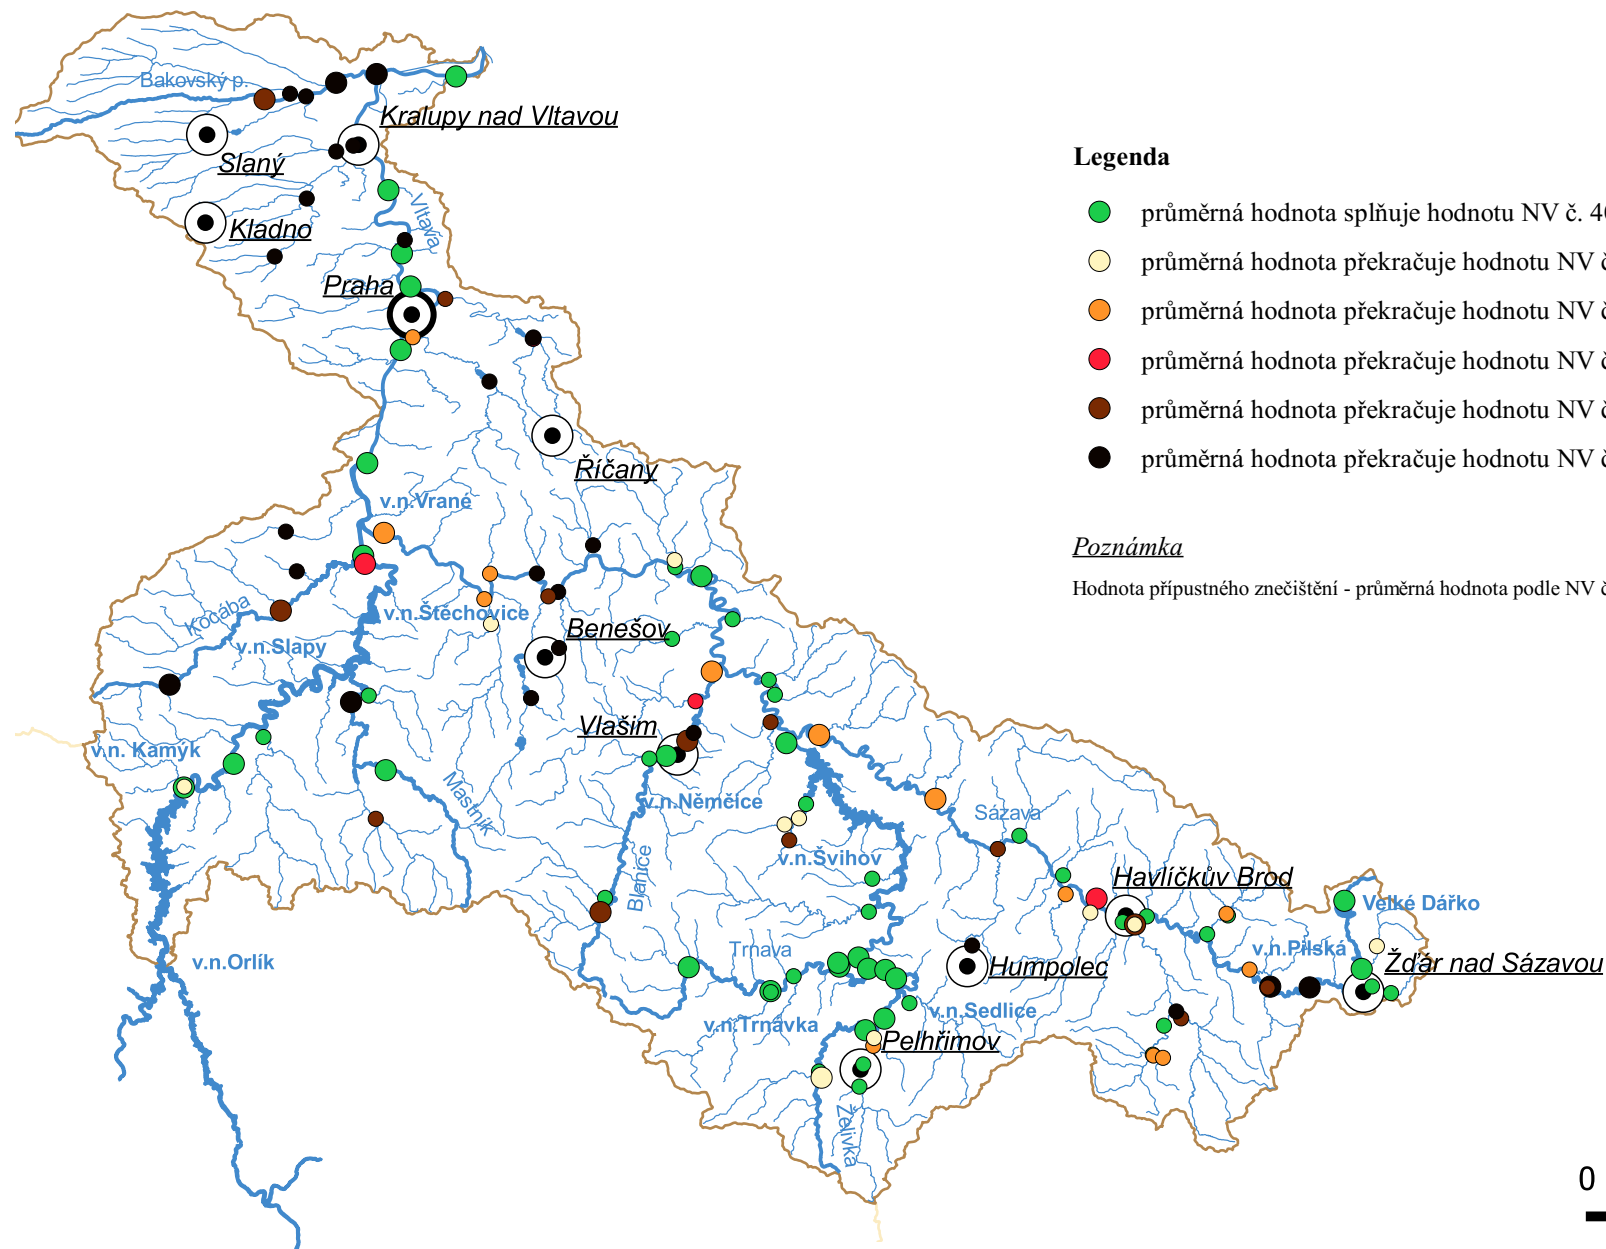 Bakovský p.
Kralupy nad Vltavou
Slaný
Vltava
Kladno
Praha
Říčany
v.n.Vrané
Kocába
v.n.Štěchovice
Benešov
v.n.Slapy
Vlašim
v.n. Kamýk
Mastník
v.n.Němčice
Sázava
v.n.Švihov
Blanice
Havlíčkův Brod
Velké Dářko
Trnava
v.n.Pilská
v.n.Orlík
Humpolec
Žďár nad Sázavou
v.n.Sedlice
v.n.Trnávka
Pelhřimov
Želivka
Legenda
průměrná hodnota splňuje hodnotu NV č. 40
průměrná hodnota překračuje hodnotu NV č
průměrná hodnota překračuje hodnotu NV č
průměrná hodnota překračuje hodnotu NV č
průměrná hodnota překračuje hodnotu NV č
průměrná hodnota překračuje hodnotu NV č
Poznámka
Hodnota přípustného znečištění - průměrná hodnota podle NV č
0